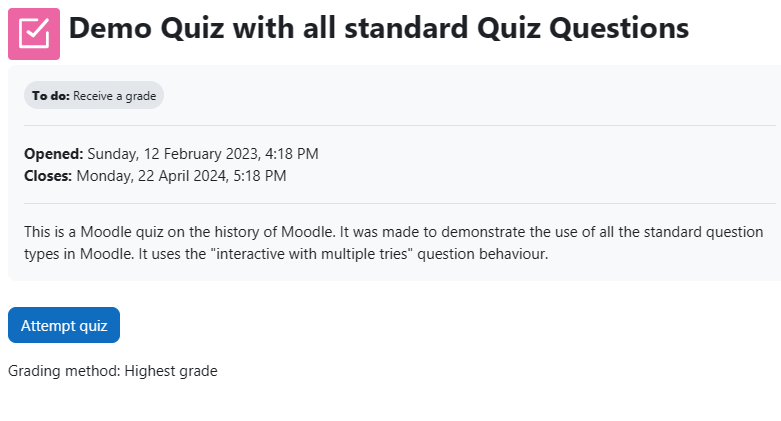 Demo Quiz with all standard Quiz Questions
To do: Receive a grade
Opened: Sunday, 12 February 2023, 4:18 PM
Closes: Monday, 22 April 2024, 5:18 PM
This is a Moodle quiz on the history of Moodle. It was made to demonstrate the use of all the standard question
types in Moodle. It uses the "interactive with multiple tries" question behaviour.
Attempt quiz
Grading method: Highest grade